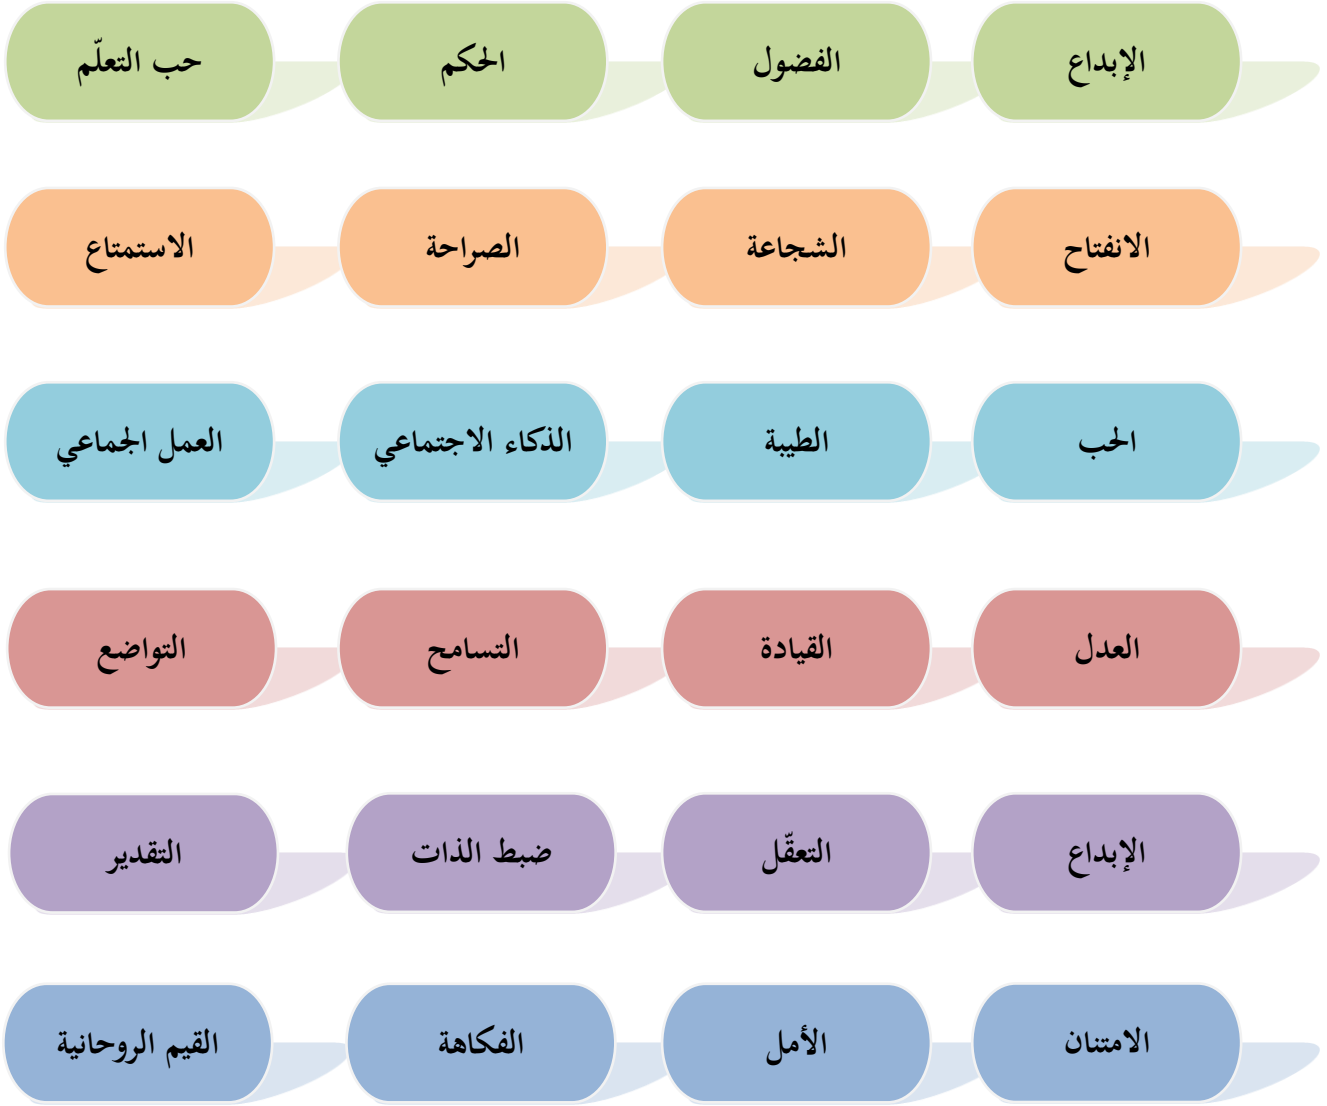 الإبداع
الفضول
الحكم
حب التعلّم
الانفتاح
الشجاعة
الصراحة
الاستمتاع
الحب
الطيبة
الذكاء الاجتماعي
العمل الجماعي
العدل
القيادة
التسامح
التواضع
الإبداع
التعقّل
ضبط الذات
التقدير
الامتنان
الأمل
الفكاهة
القيم الروحانية